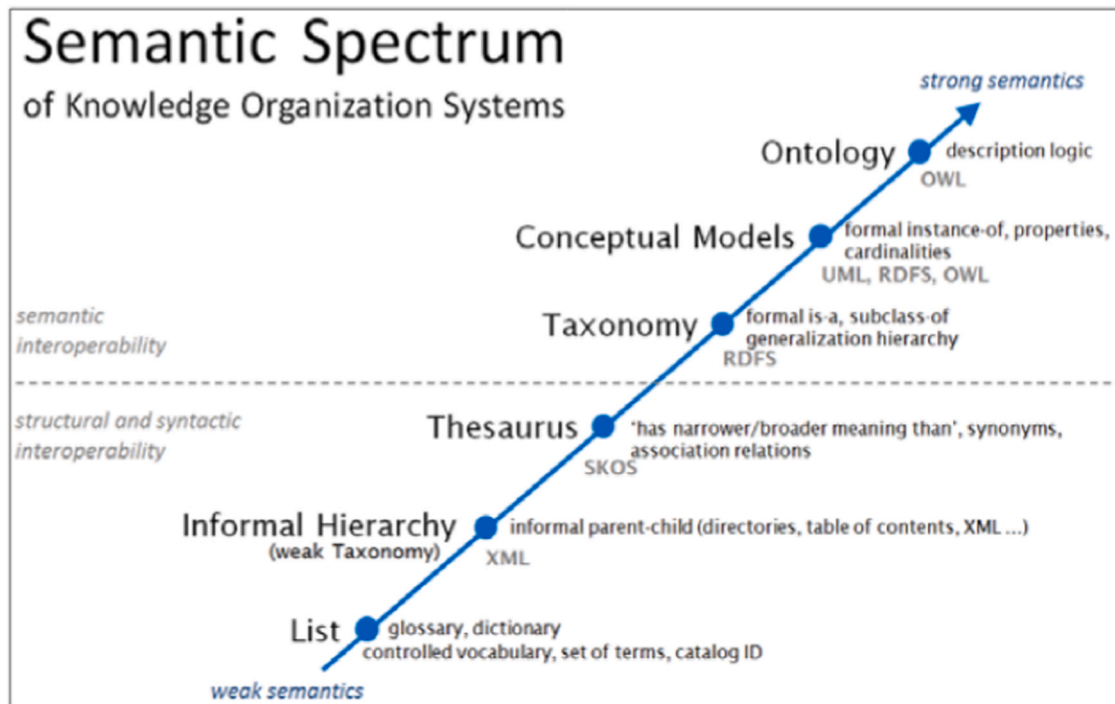 Semantic Spectrum
of Knowledge Organization Systems
strong semantics
Ontology
description logic
OWL
Conceptual Models
formal instance-of, properties,
cardinalities
UML, RDFS, OWL
semantic
interoperability
Taxonomy
formal is-a, subclass-of
generalization hierarchy
RDFS
structural and syntactic
interoperability
Thesaurus
'has narrower/broader meaning than', synonyms,
association relations
SKOS
Informal Hierarchy
(weak Taxonomy)
informal parent-child (directories, table of contents, XML ...)
XML
List
glossary, dictionary
controlled vocabulary, set of terms, catalog ID
weak semantics